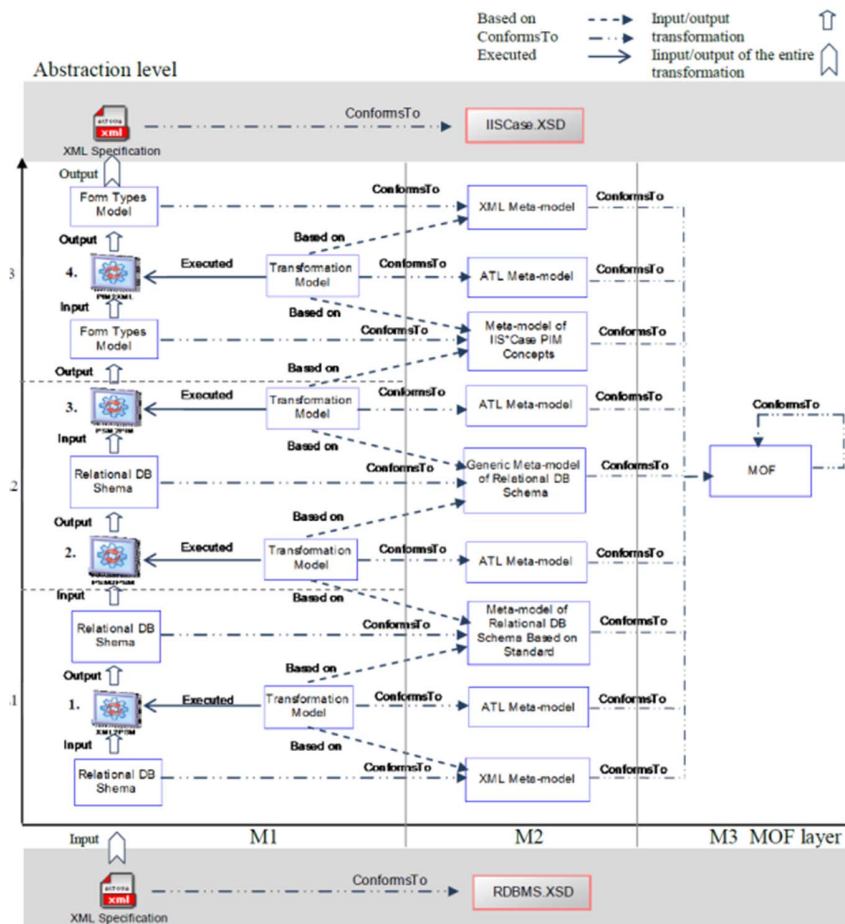 Based on
Input/output
ConformsTo
transformation
Executed
Iinput/output of the entire
transformation
Abstraction level
ConformsTo
xml
IISCase.XSD
XML Specification
Output
ConformsTo
ConformsTo
Form Types
Model
XML Meta-model
Based on
Output
Executed
ConformsTo
ConformsTo
4.
Transformation
Model
ATL Meta-model
PIM2XML
Input
Based on
ConformsTo
ConformsTo
Form Types
Model
Meta-model of
IIS*Case PIM
Concepts
Based on
Output
Executed
ConformsTo
ConformsTo
3.
Transformation
Model
ATL Meta-model
PSM2PIM
ConformsTo
Input
Based on
ConformsTo
ConformsTo
Relational DB
Shema
Generic Meta-model
of Relational DB
Schema
MOF
Based on
Output
Executed
ConformsTo
ConformsTo
2.
Transformation
Model
ATL Meta-model
PSM2PSM
Input
Based on
ConformsTo
ConformsTo
Relational DB
Shema
Meta-model of
Relational DB
Schema Based on
Standard
Based on
Output
Executed
ConformsTo
ConformsTo
1.
Transformation
Model
ATL Meta-model
XML2PSM
Input
Based on
ConformsTo
ConformsTo
Relational DB
Shema
XML Meta-model
Input
M1
M2
M3 MOF layer
ConformsTo
xml
RDBMS.XSD
XML Specification